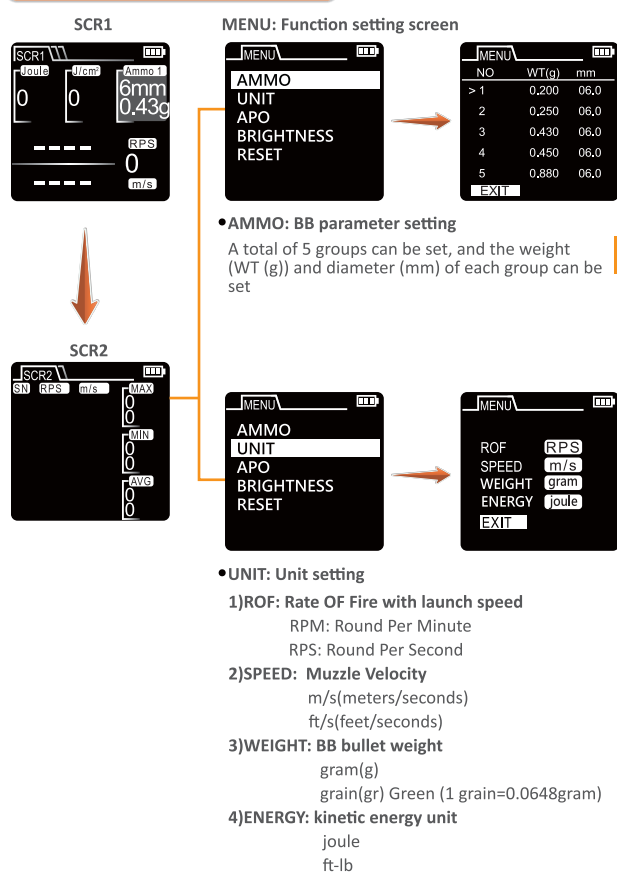 SCR1
SCR1
Joule J/cm² Ammo 1
0 0 6mm
0.43g
---- RPS
0
---- m/s
SCR2
SCR2
SN RPS m/s MAX
0
0
MIN
0
0
AVG
0
0
MENU: Function setting screen
MENU
AMMO
UNIT
APO
BRIGHTNESS
RESET
MENU
NO WT(g) mm
>1 0.200 06.0
2 0.250 06.0
3 0.430 06.0
4 0.450 06.0
5 0.880 06.0
EXIT
•AMMO: BB parameter setting
A total of 5 groups can be set, and the weight
(WT (g)) and diameter (mm) of each group can be
set
MENU
AMMO
UNIT
APO
BRIGHTNESS
RESET
MENU
ROF RPS
SPEED m/s
WEIGHT gram
ENERGY joule
EXIT
•UNIT: Unit setting
1)ROF: Rate OF Fire with launch speed
RPM: Round Per Minute
RPS: Round Per Second
2)SPEED: Muzzle Velocity
m/s(meters/seconds)
ft/s(feet/seconds)
3)WEIGHT: BB bullet weight
gram(g)
grain(gr) Green (1 grain=0.0648gram)
4)ENERGY: kinetic energy unit
joule
ft-lb